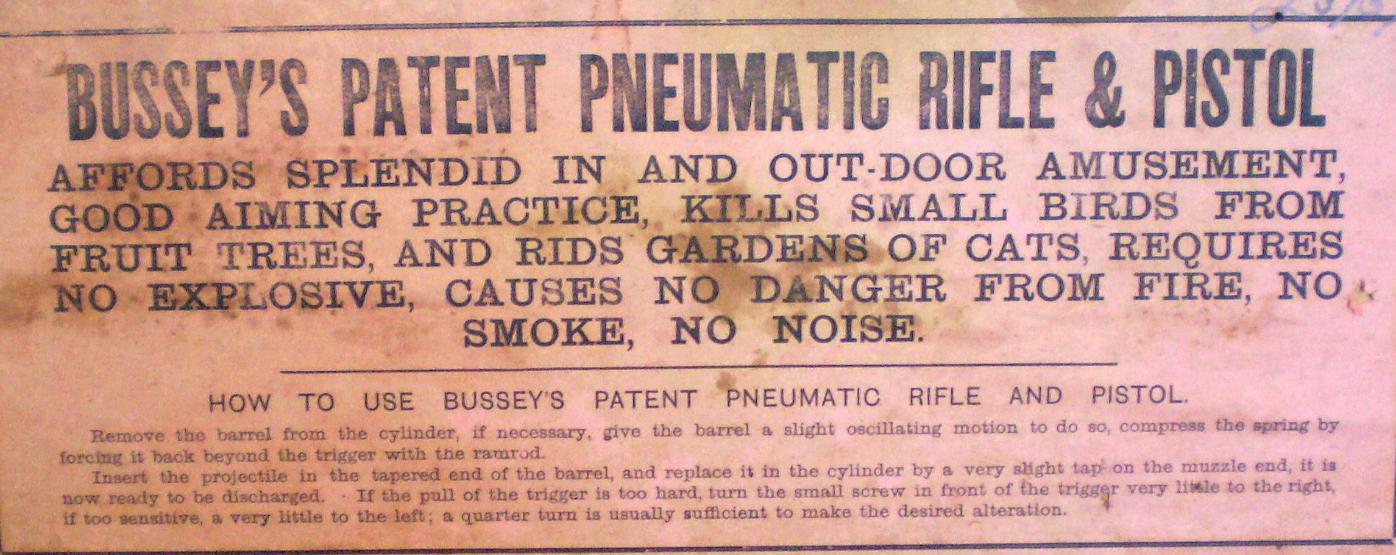 BUSSEY'S PATENT PNEUMATIC RIFLE & PISTOL
AFFORDS SPLENDID IN AND OUT-DOOR AMUSEMENT,
GOOD AIMING PRACTICE, KILLS SMALL BIRDS FROM
FRUIT TREES, AND RIDS GARDENS OF CATS, REQUIRES
NO EXPLOSIVE, CAUSES NO DANGER FROM FIRE, NO
SMOKE, NO NOISE.
HOW TO USE BUSSEY'S PATENT PNEUMATIC RIFLE AND PISTOL.
Remove the barrel from the cylinder, if necessary, give the barrel a slight oscillating motion to do so, compress the spring by
forcing it back beyond the trigger with the ramrod.
Insert the projectile in the tapered end of the barrel, and replace it in the cylinder by a very slight tap on the muzzle end, it is
now ready to be discharged. If the pull of the trigger is too hard, turn the small screw in front of the trigger very little to the right,
if too sensitive, a very little to the left; a quarter turn is usually sufficient to make the desired alteration.